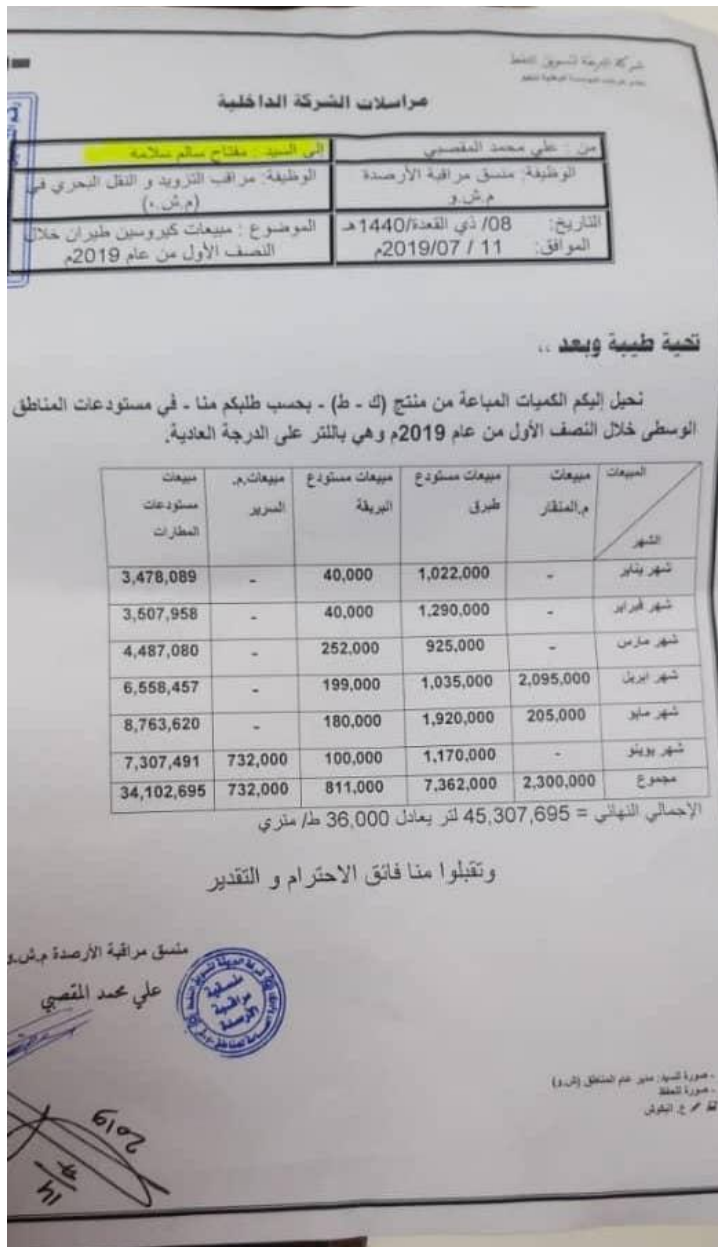 شركة البريقة لتسويق النفط
مراسلات الشركة الداخلية
من : علي محمد المقصبي
إلى السيد : مفتاح سالم سلامه
الوظيفة: منسق مراقبة الأرصدة م.ش.و
الوظيفة: مراقب التزويد و النقل البحري في (م.ش.و)
التاريخ: 08/ ذي القعدة/1440هـ
الموافق: 11 / 2019/07م
الموضوع : مبيعات كيروسين طيران خلال النصف الأول من عام 2019م
تحية طيبة وبعد ..
نحيل إليكم الكميات المباعة من منتج (ك - ط) - بحسب طلبكم منا - في مستودعات المناطق
الوسطى خلال النصف الأول من عام 2019م وهي باللتر على الدرجة العادية.
المبيعات الشهر | مبيعات م.المنقار | مبيعات مستودع طبرق | مبيعات مستودع البريقة | مبيعات.م. السرير | مبيعات مستودعات المطارات
شهر يناير | - | 1,022,000 | 40,000 | - | 3,478,089
شهر فبراير | - | 1,290,000 | 40,000 | - | 3,507,958
شهر مارس | - | 925,000 | 252,000 | - | 4,487,080
شهر ابريل | 2,095,000 | 1,035,000 | 199,000 | - | 6,558,457
شهر مايو | 205,000 | 1,920,000 | 180,000 | - | 8,763,620
شهر يونيو | - | 1,170,000 | 100,000 | 732,000 | 7,307,491
مجموع | 2,300,000 | 7,362,000 | 811,000 | 732,000 | 34,102,695
الإجمالي النهائي = 45,307,695 لتر يعادل 36,000 ط/ متري
وتقبلوا منا فائق الاحترام و التقدير
منسق مراقبة الأرصدة م.ش.و
علي محمد المقصبي
منسقية
مراقبة
الأرصدة
- صورة للسيد: مدير عام المناطق (ش.و)
- صورة للحفظ
ع. البكوش
2019
14